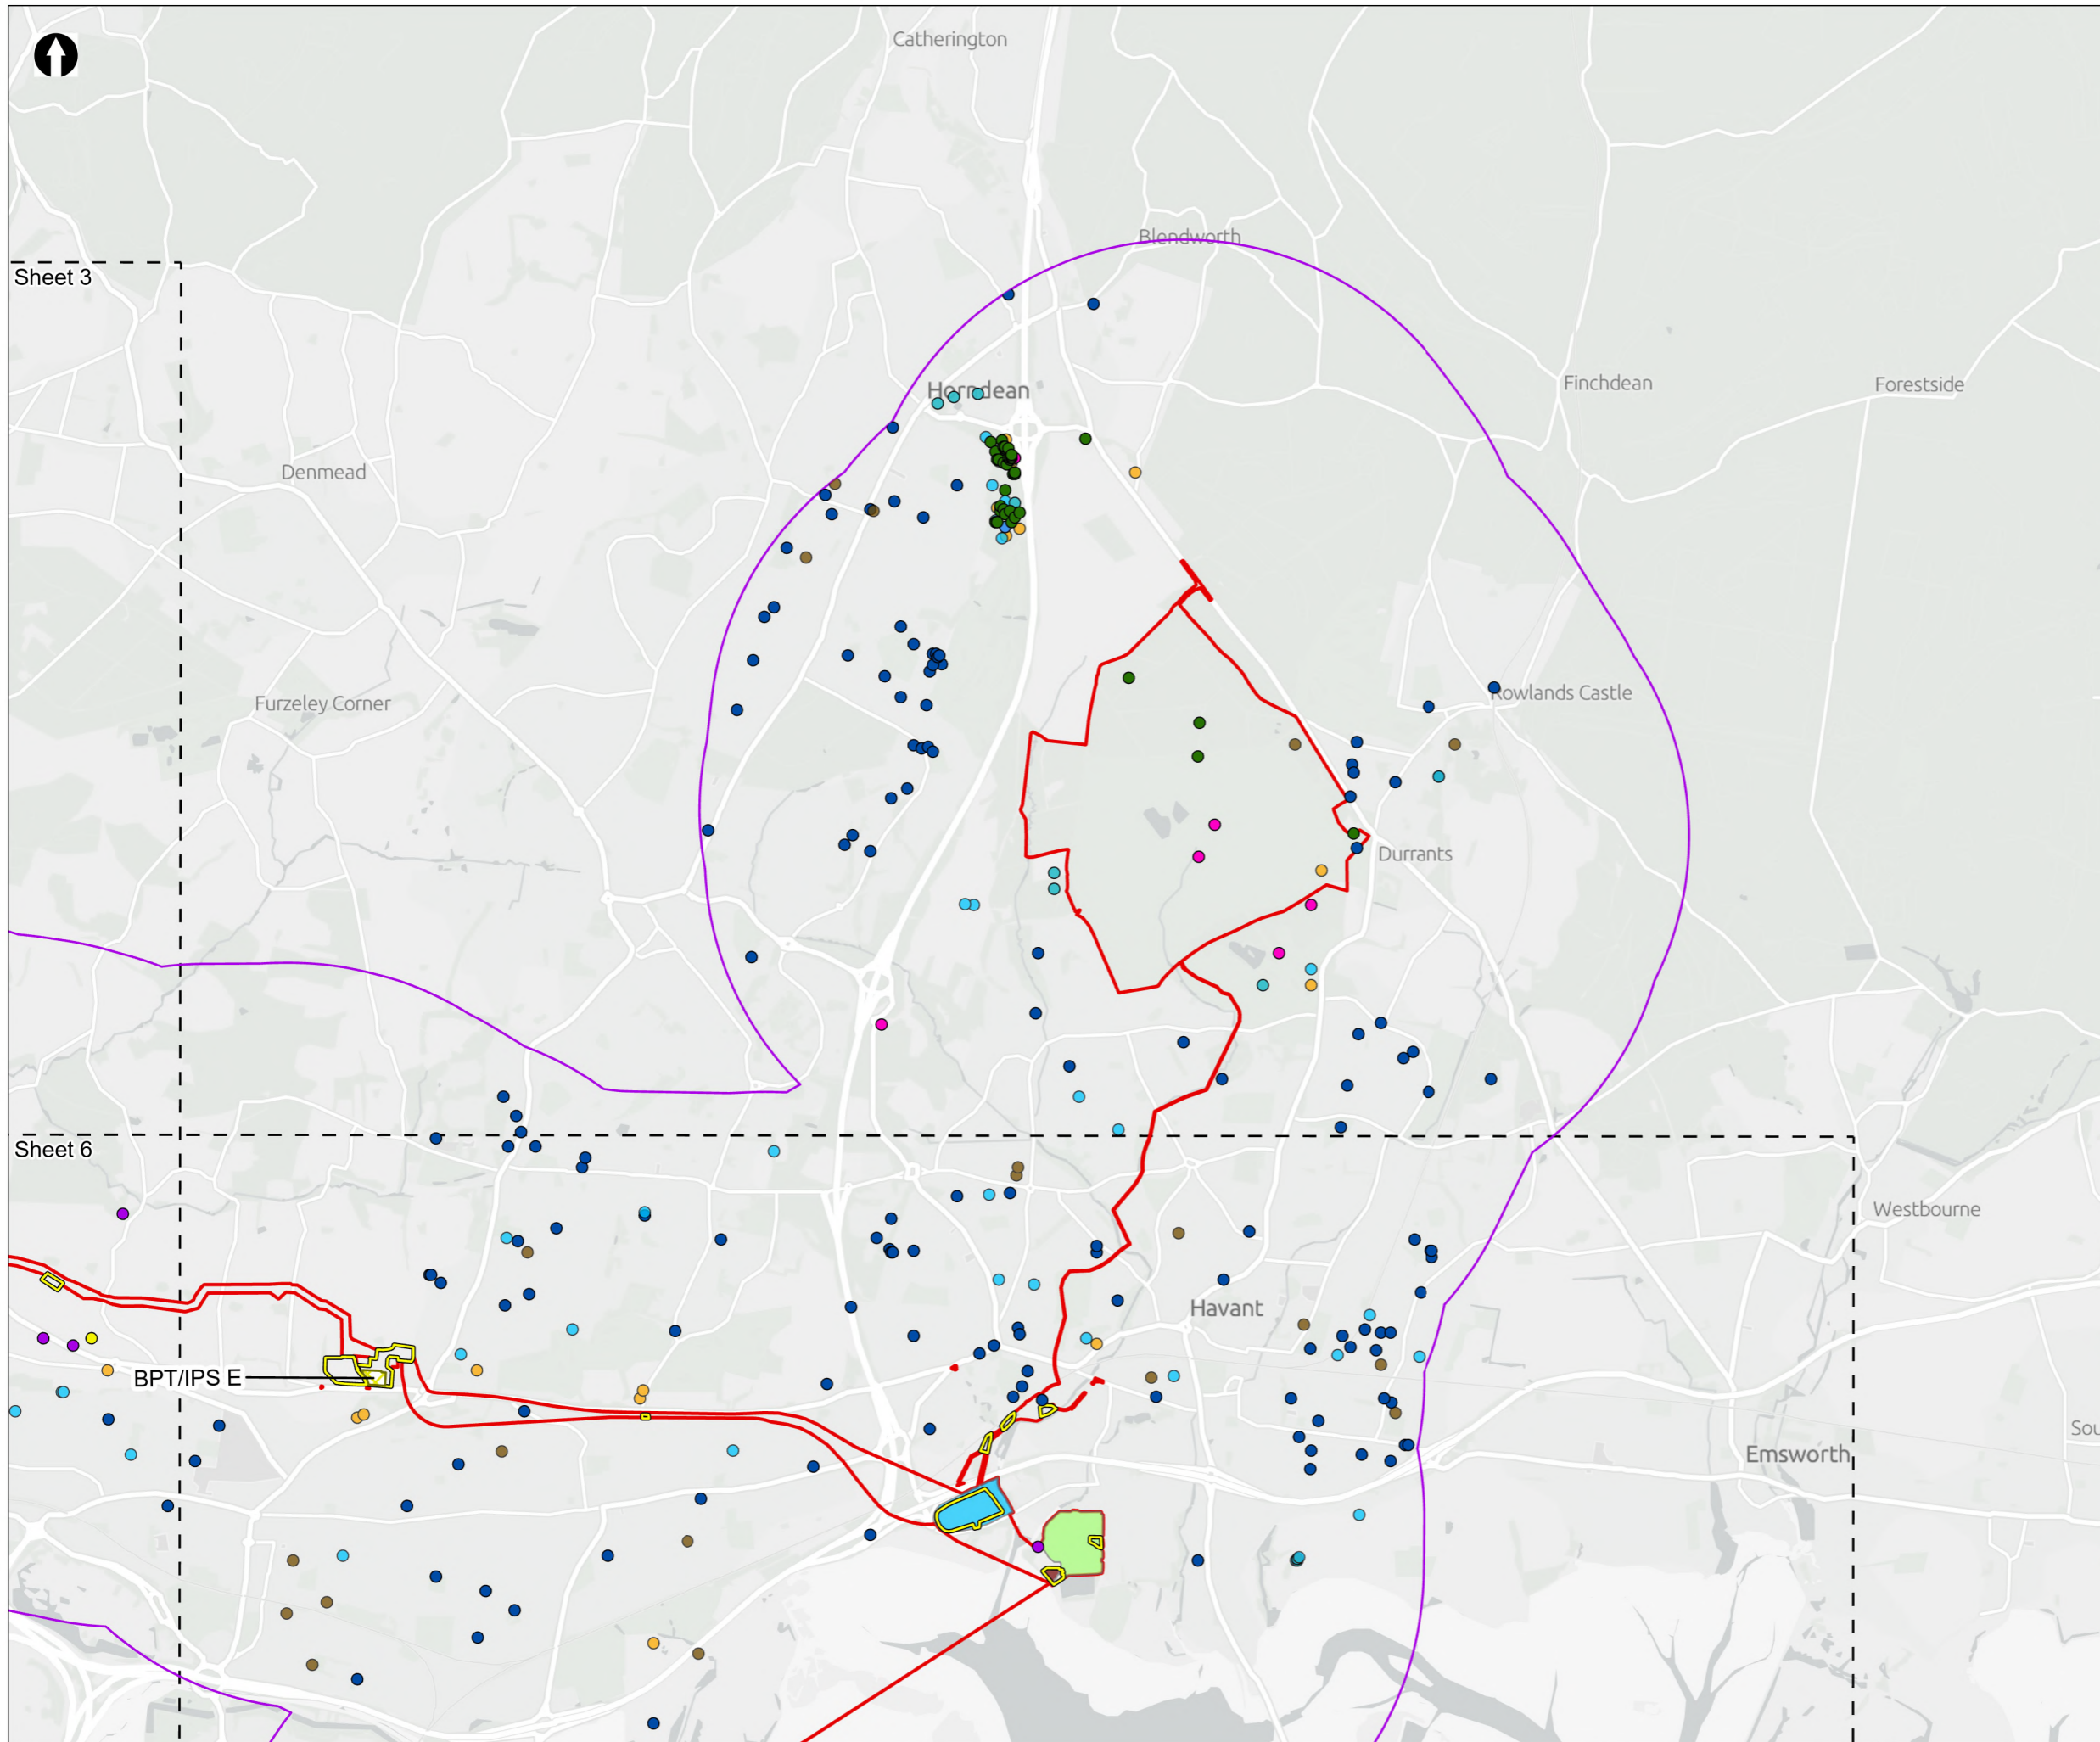 Catherington
Blendworth
Sheet 3
Horndean
Finchdean
Forestside
Denmead
Rowlands Castle
Furzeley Corner
Durrants
Sheet 6
Westbourne
Havant
BPT/IPS E
Emsworth
Sou